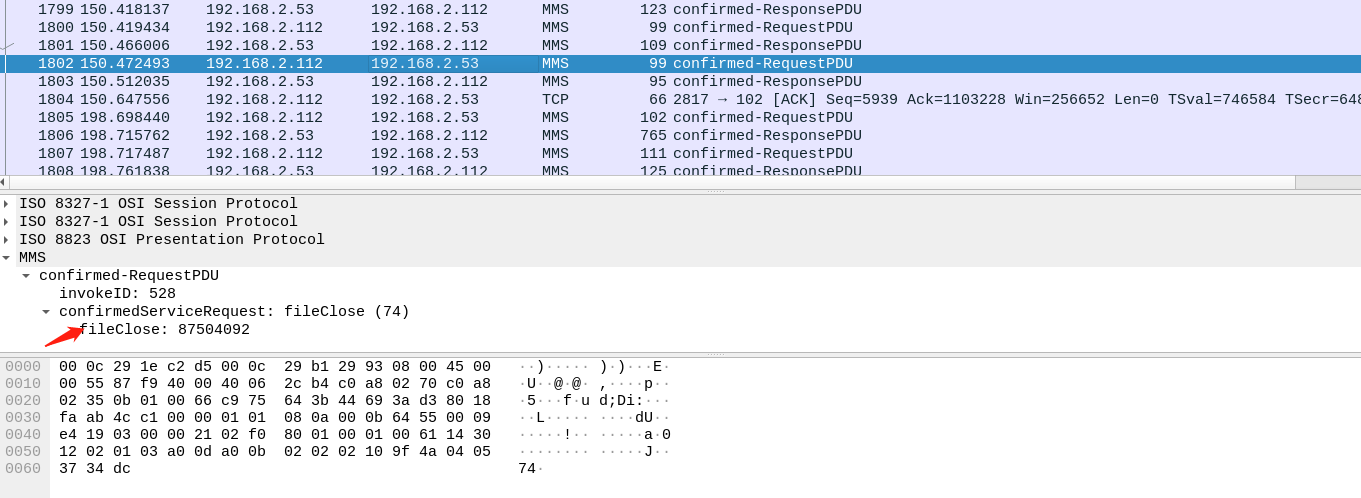 1799 150.418137 192.168.2.53 192.168.2.112 MMS 123 confirmed-ResponsePDU
1800 150.419434 192.168.2.112 192.168.2.53 MMS 99 confirmed-RequestPDU
1801 150.466006 192.168.2.53 192.168.2.112 MMS 109 confirmed-ResponsePDU
1802 150.472493 192.168.2.112 192.168.2.53 MMS 99 confirmed-RequestPDU
1803 150.512035 192.168.2.53 192.168.2.112 MMS 95 confirmed-ResponsePDU
1804 150.647556 192.168.2.112 192.168.2.53 TCP 66 2817 → 102 [ACK] Seq=5939 Ack=1103228 Win=256652 Len=0 TSval=746584 TSecr=648
1805 198.698440 192.168.2.112 192.168.2.53 MMS 102 confirmed-RequestPDU
1806 198.715762 192.168.2.53 192.168.2.112 MMS 765 confirmed-ResponsePDU
1807 198.717487 192.168.2.112 192.168.2.53 MMS 111 confirmed-RequestPDU
1808 198.761838 192.168.2.53 192.168.2.112 MMS 125 confirmed-ResponsePDU
ISO 8327-1 OSI Session Protocol
ISO 8327-1 OSI Session Protocol
ISO 8823 OSI Presentation Protocol
MMS
confirmed-RequestPDU
invokeID: 528
confirmedServiceRequest: fileClose (74)
fileClose: 87504092
0000 00 0c 29 1e c2 d5 00 0c 29 b1 29 93 08 00 45 00 ··)····· )·)···E·
0010 00 55 87 f9 40 00 40 06 2c b4 c0 a8 02 70 c0 a8 ·U··@·@· ,····p··
0020 02 35 0b 01 00 66 c9 75 64 3b 44 69 3a d3 80 18 ·5···f·u d;Di:···
0030 fa ab 4c c1 00 00 01 01 08 0a 00 0b 64 55 00 09 ··L····· ····dU··
0040 e4 19 03 00 00 21 02 f0 80 01 00 01 00 61 14 30 ·····!·· ·····a·0
0050 12 02 01 03 a0 0d a0 0b 02 02 02 10 9f 4a 04 05 ········ ·····J··
0060 37 34 dc 74·